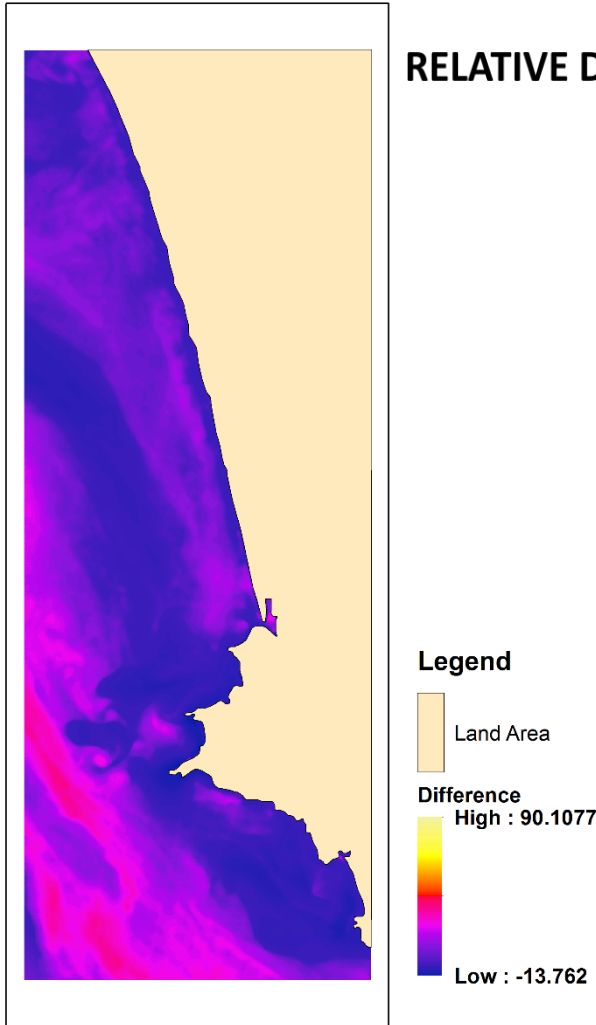 RELATIVE D
Legend
Land Area
Difference
High : 90.1077
Low : -13.762